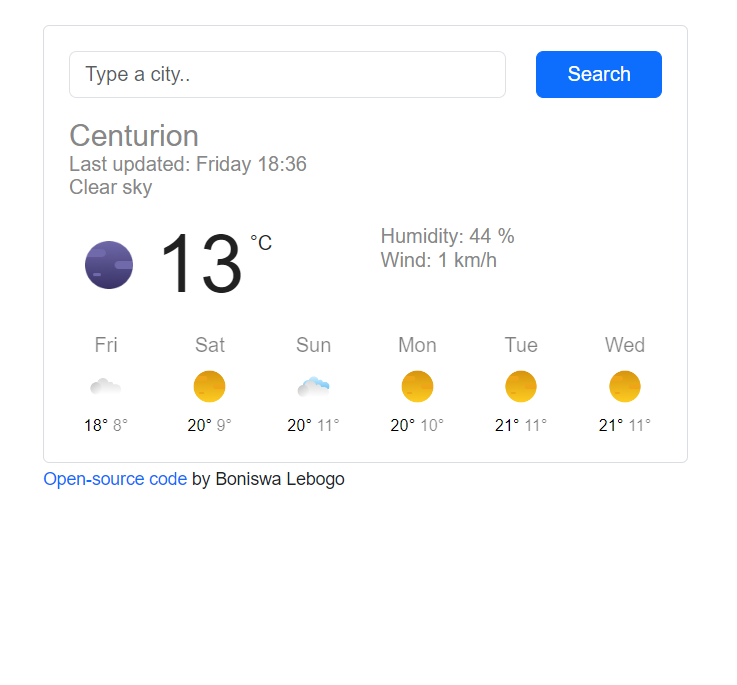 Type a city..
Search
Centurion
Last updated: Friday 18:36
Clear sky
13 °C
Humidity: 44 %
Wind: 1 km/h
Fri Sat Sun Mon Tue Wed
18° 8° 20° 9° 20° 11° 20° 10° 21° 11° 21° 11°
Open-source code by Boniswa Lebogo